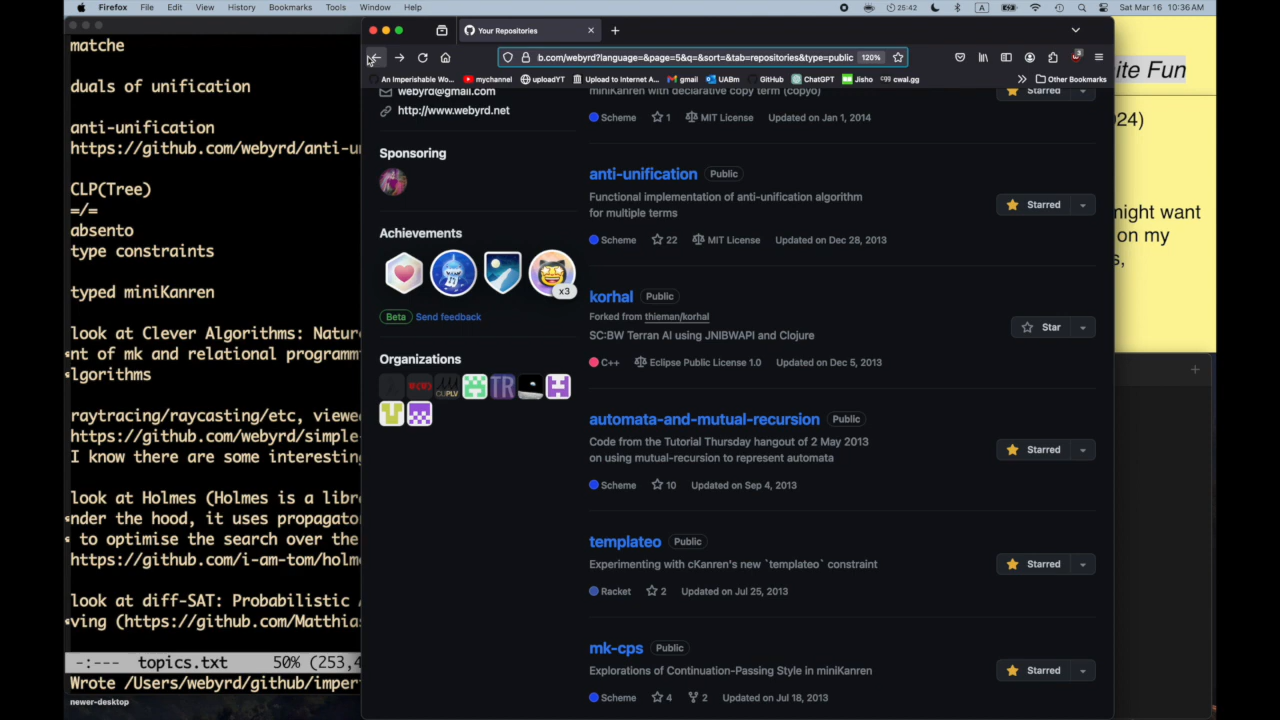 Firefox File Edit View History Bookmarks Tools Window Help 25:42 A Sat Mar 16 10:36 AM
matche
duals of unification
anti-unification
https://github.com/webyrd/anti-u
CLP(Tree)
=/=
absento
type constraints
typed miniKanren
look at Clever Algorithms: Nature
nt of mk and relational programm
lgorithms
raytracing/raycasting/etc, viewe
https://github.com/webyrd/simple-
I know there are some interesting
look at Holmes (Holmes is a libr
nder the hood, it uses propagato
to optimise the search over the
https://github.com/i-am-tom/holm
look at diff-SAT: Probabilistic
ving (https://github.com/Matthias
-:--- topics.txt 50% (253,4
Wrote /Users/webyrd/github/imper
newer-desktop
Your Repositories
b.com/webyrd?language=&page=5&q=&sort=&tab=repositories&type=public 120%
An Imperishable Wo... mychannel uploadYT Upload to Internet A... gmail UABm GitHub ChatGPT Jisho cwal.gg Other Bookmarks
webyrd@gmail.com
http://www.webyrd.net
Sponsoring
Achievements
x3
Beta Send feedback
Organizations
miniKanren with declarative copy term (copyo)
Starred
Scheme 1 MIT License Updated on Jan 1, 2014
anti-unification Public
Functional implementation of anti-unification algorithm
for multiple terms
Starred
Scheme 22 MIT License Updated on Dec 28, 2013
korhal Public
Forked from thieman/korhal
SC:BW Terran AI using JNIBWAPI and Clojure
Star
C++ Eclipse Public License 1.0 Updated on Dec 5, 2013
automata-and-mutual-recursion Public
Code from the Tutorial Thursday hangout of 2 May 2013
on using mutual-recursion to represent automata
Starred
Scheme 10 Updated on Sep 4, 2013
templateo Public
Experimenting with cKanren's new `templateo` constraint
Starred
Racket 2 Updated on Jul 25, 2013
mk-cps Public
Explorations of Continuation-Passing Style in miniKanren
Starred
Scheme 4 2 Updated on Jul 18, 2013
ite Fun
024)
night want
on my
s,